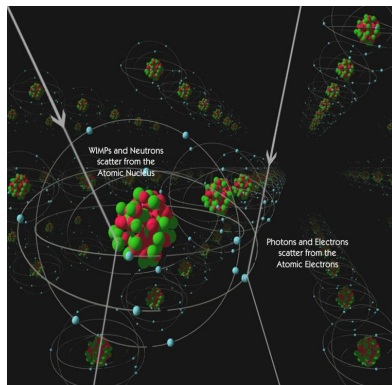 WIMPs and Neutrons
scatter from the
Atomic Nucleus
Photons and Electrons
scatter from the
Atomic Electrons